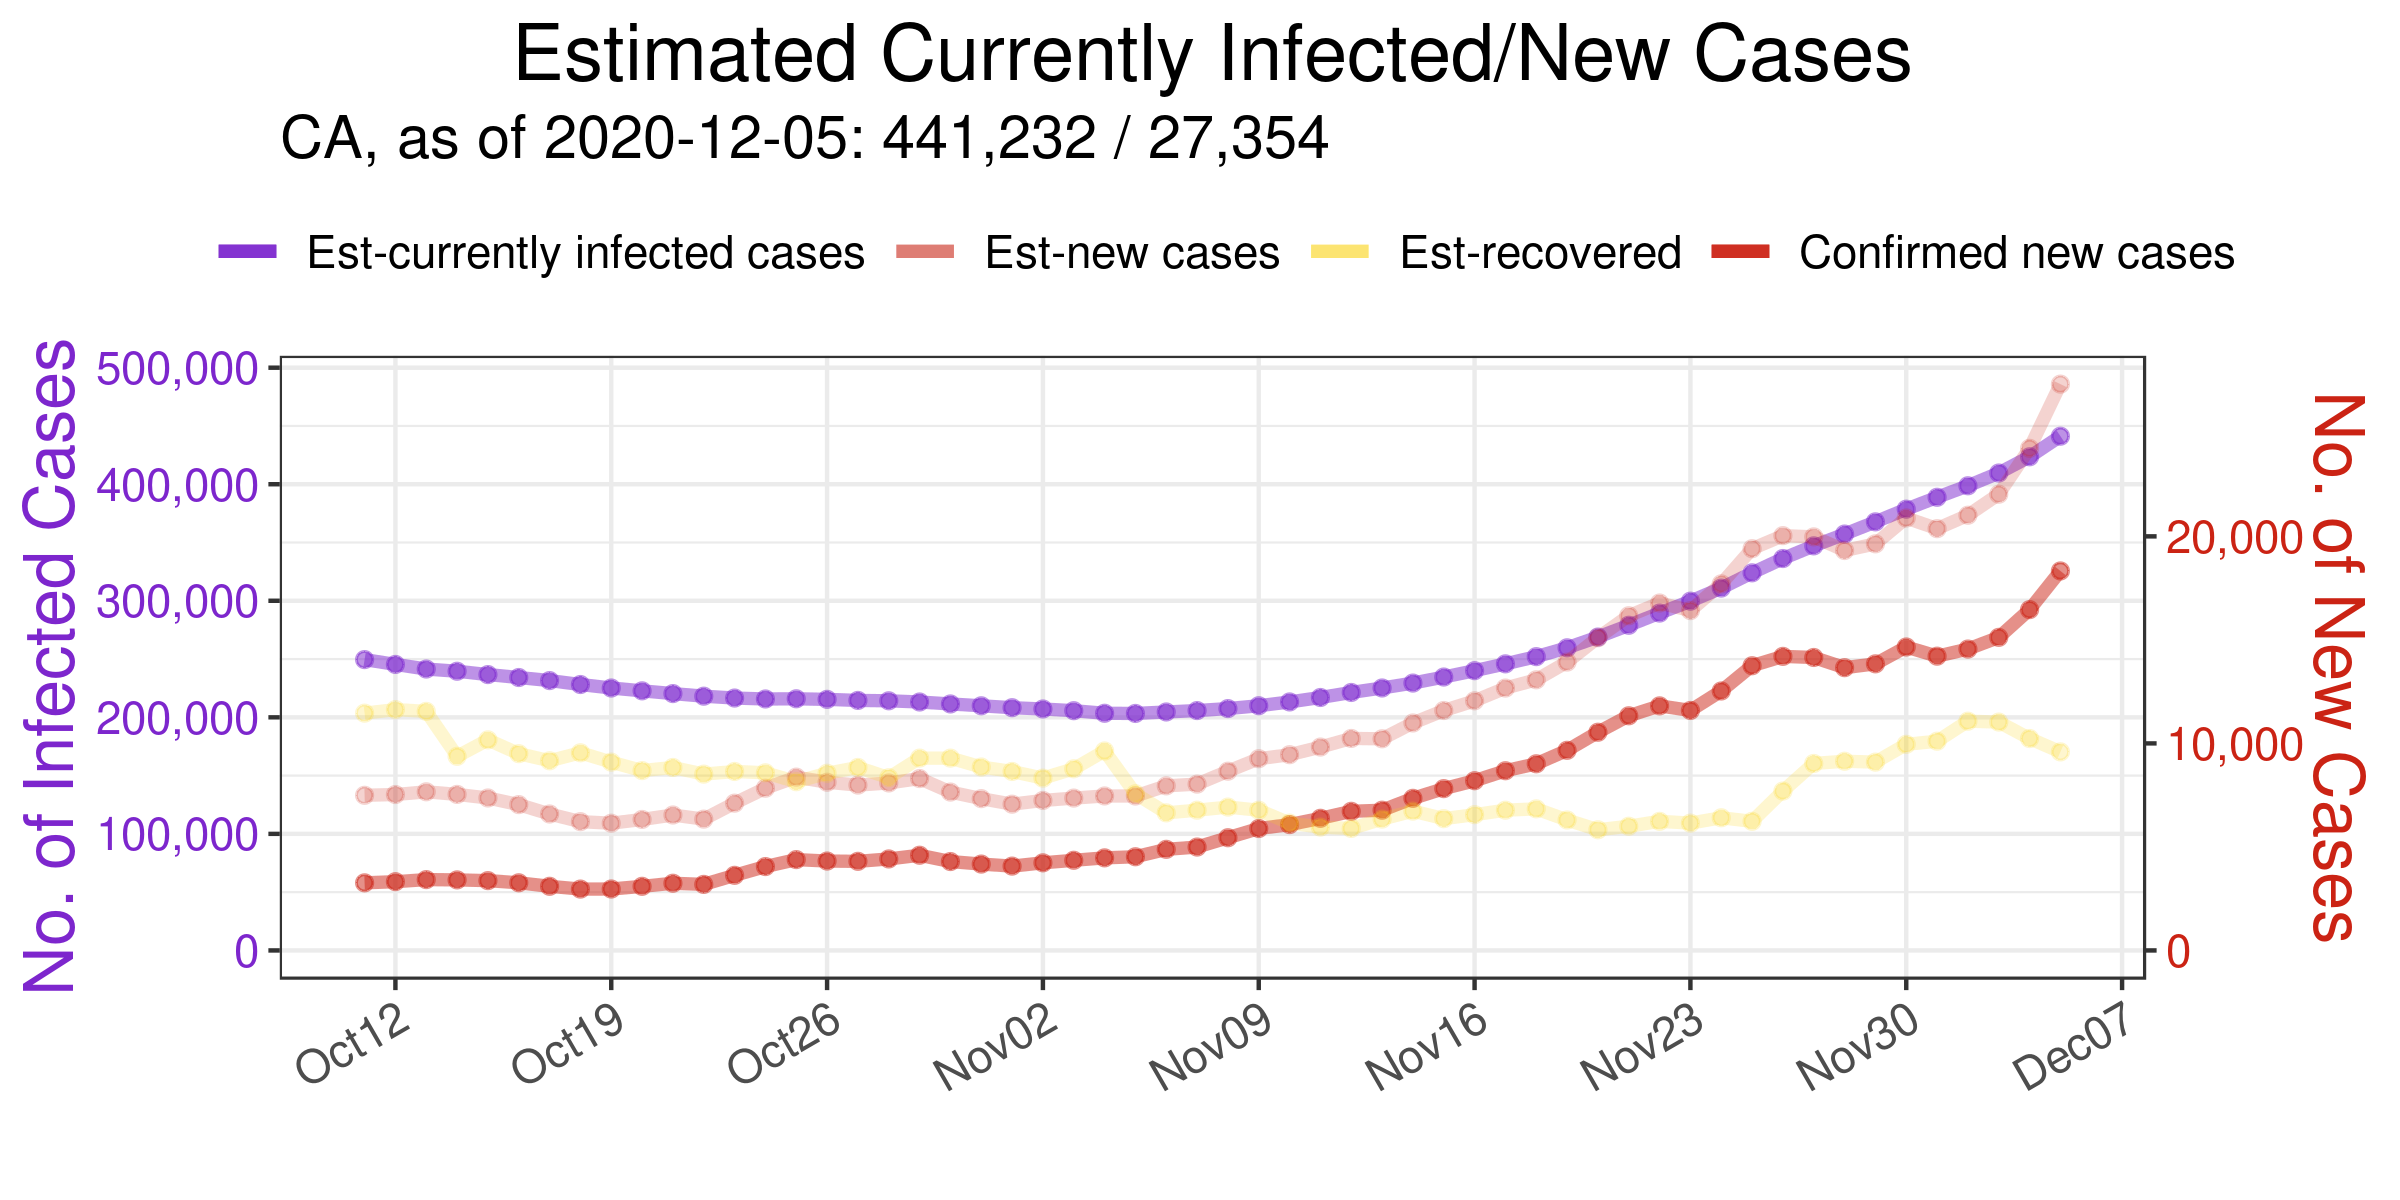 Estimated Currently Infected/New Cases
CA, as of 2020-12-05: 441,232 / 27,354
Est-currently infected cases Est-new cases Est-recovered Confirmed new cases
No. of Infected Cases
500,000
400,000
300,000
200,000
100,000
0
20,000
10,000
0
No. of New Cases
Oct12 Oct19 Oct26 Nov02 Nov09 Nov16 Nov23 Nov30 Dec07